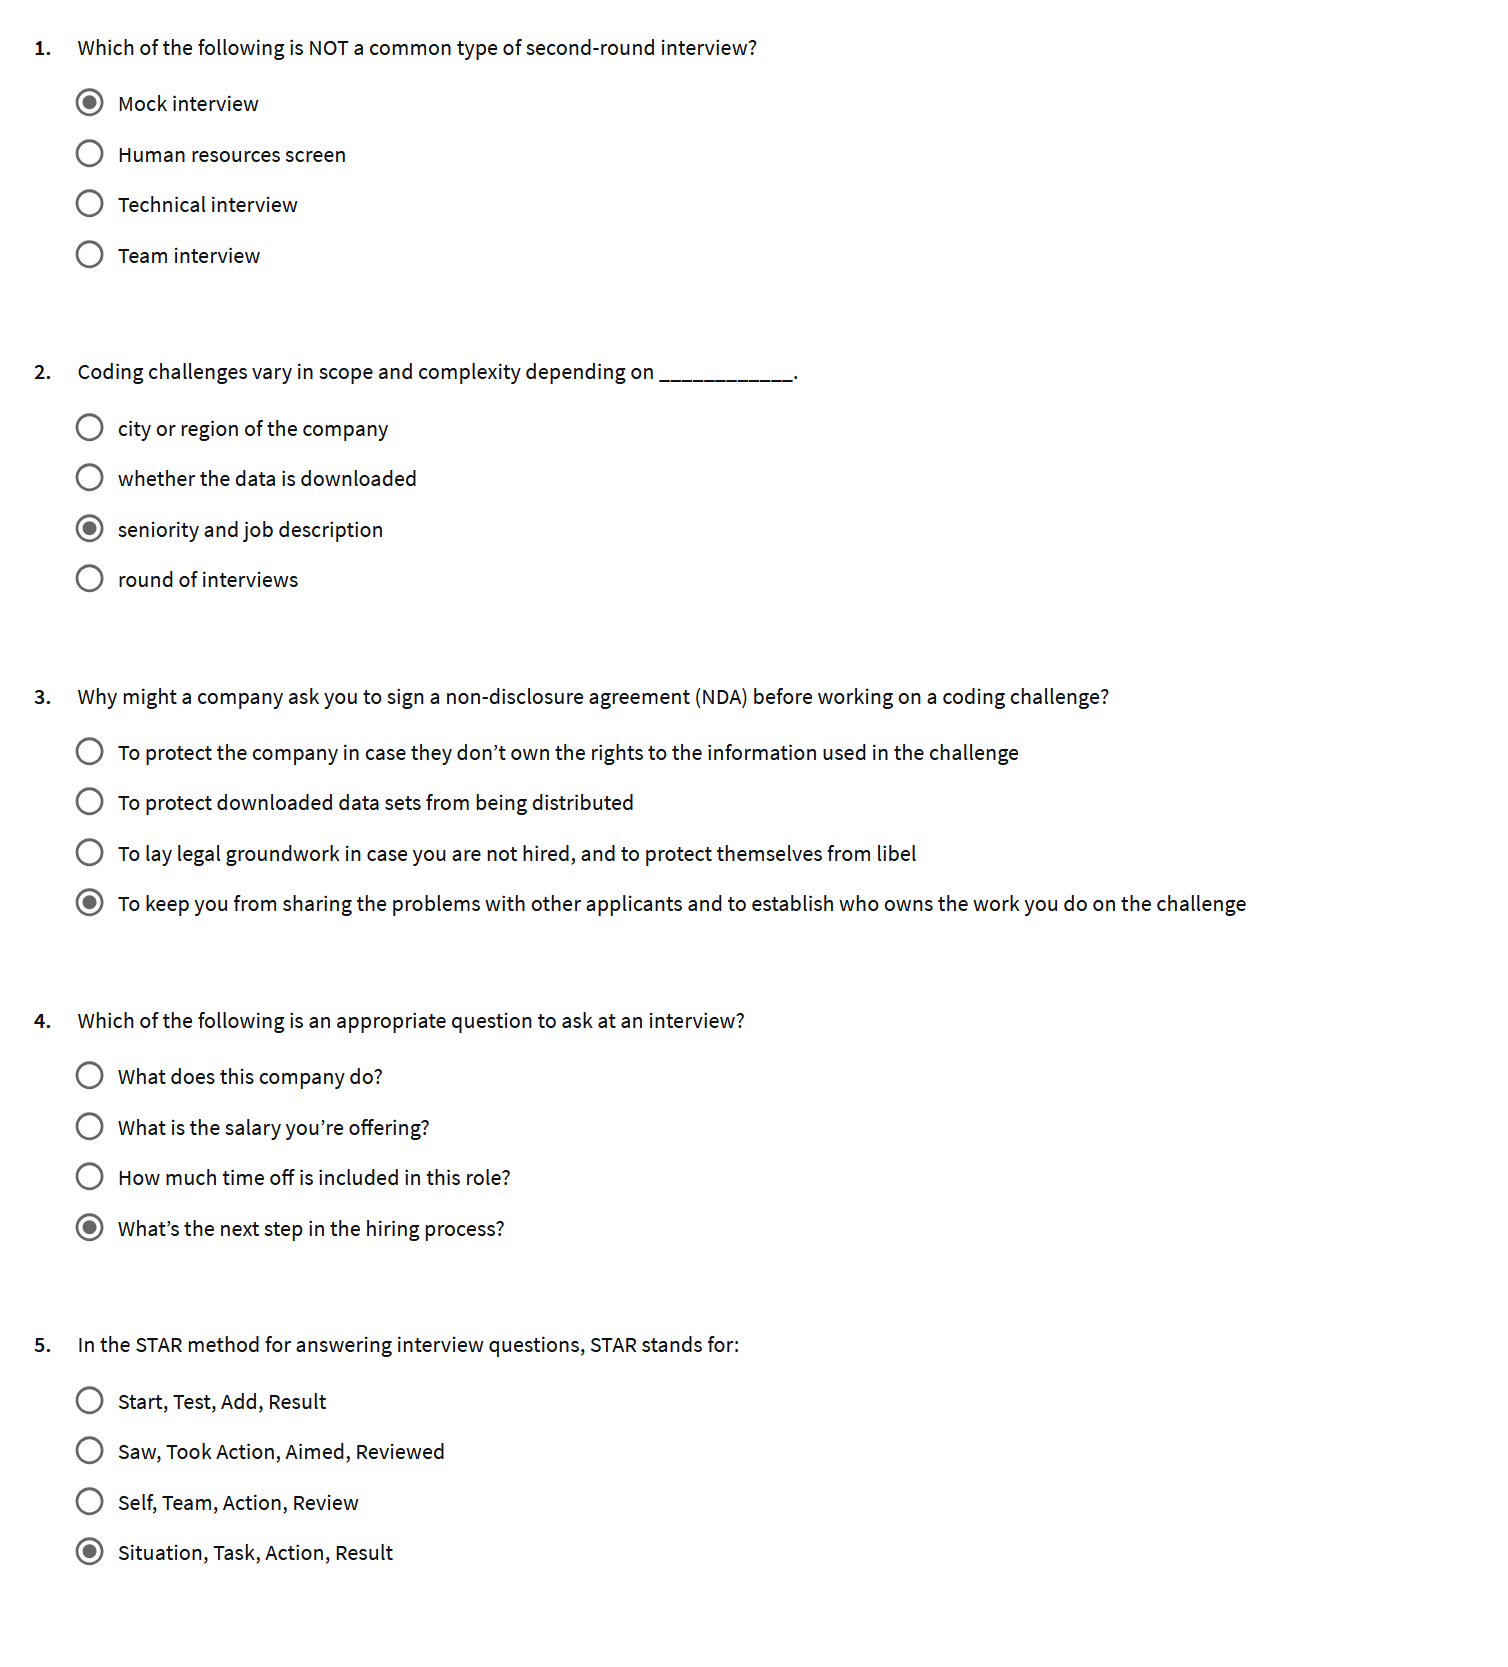 1. Which of the following is NOT a common type of second-round interview?
Mock interview
Human resources screen
Technical interview
Team interview
2. Coding challenges vary in scope and complexity depending on ____________.
city or region of the company
whether the data is downloaded
seniority and job description
round of interviews
3. Why might a company ask you to sign a non-disclosure agreement (NDA) before working on a coding challenge?
To protect the company in case they don’t own the rights to the information used in the challenge
To protect downloaded data sets from being distributed
To lay legal groundwork in case you are not hired, and to protect themselves from libel
To keep you from sharing the problems with other applicants and to establish who owns the work you do on the challenge
4. Which of the following is an appropriate question to ask at an interview?
What does this company do?
What is the salary you’re offering?
How much time off is included in this role?
What’s the next step in the hiring process?
5. In the STAR method for answering interview questions, STAR stands for:
Start, Test, Add, Result
Saw, Took Action, Aimed, Reviewed
Self, Team, Action, Review
Situation, Task, Action, Result